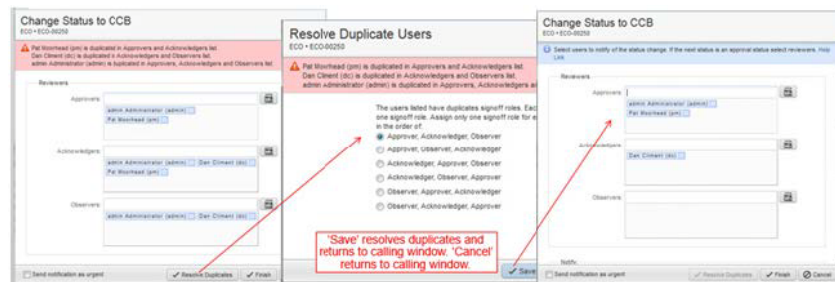 Change Status to CCB
ECO • ECO-00250
Pat Moorhead (pm) is duplicated in Approvers and Acknowledgers list.
Dan Climent (dc) is duplicated in Acknowledgers and Observers list.
admin Administrator (admin) is duplicated in Approvers, Acknowledgers and Observers list.
Reviewers
Approvers
admin Administrator (admin)
Pat Moorhead (pm)
Acknowledgers
admin Administrator (admin) Dan Climent (dc)
Pat Moorhead (pm)
Observers
admin Administrator (admin) Dan Climent (dc)
Send notification as urgent
Resolve Duplicates
Finish
Resolve Duplicate Users
ECO • ECO-00250
Pat Moorhead (pm) is duplicated in Approvers and Acknowledgers list.
Dan Climent (dc) is duplicated in Acknowledgers and Observers list.
admin Administrator (admin) is duplicated in Approvers, Acknowledgers a
The users listed have duplicates signoff roles. Eac
one signoff role. Assign only one signoff role for e
in the order of
Approver, Acknowledger, Observer
Approver, Observer, Acknowledger
Acknowledger, Approver, Observer
Acknowledger, Observer, Approver
Observer, Approver, Acknowledger
Observer, Acknowledger, Approver
'Save' resolves duplicates and
returns to calling window. 'Cancel'
returns to calling window.
Save
Change Status to CCB
ECO • ECO-00250
Select users to notify of the status change. If the next status is an approval status select reviewers. Help
Link
Reviewers
Approvers
admin Administrator (admin)
Pat Moorhead (pm)
Acknowledgers
Dan Climent (dc)
Observers
Notify
Send notification as urgent
Resolve Duplicates
Finish
Cancel